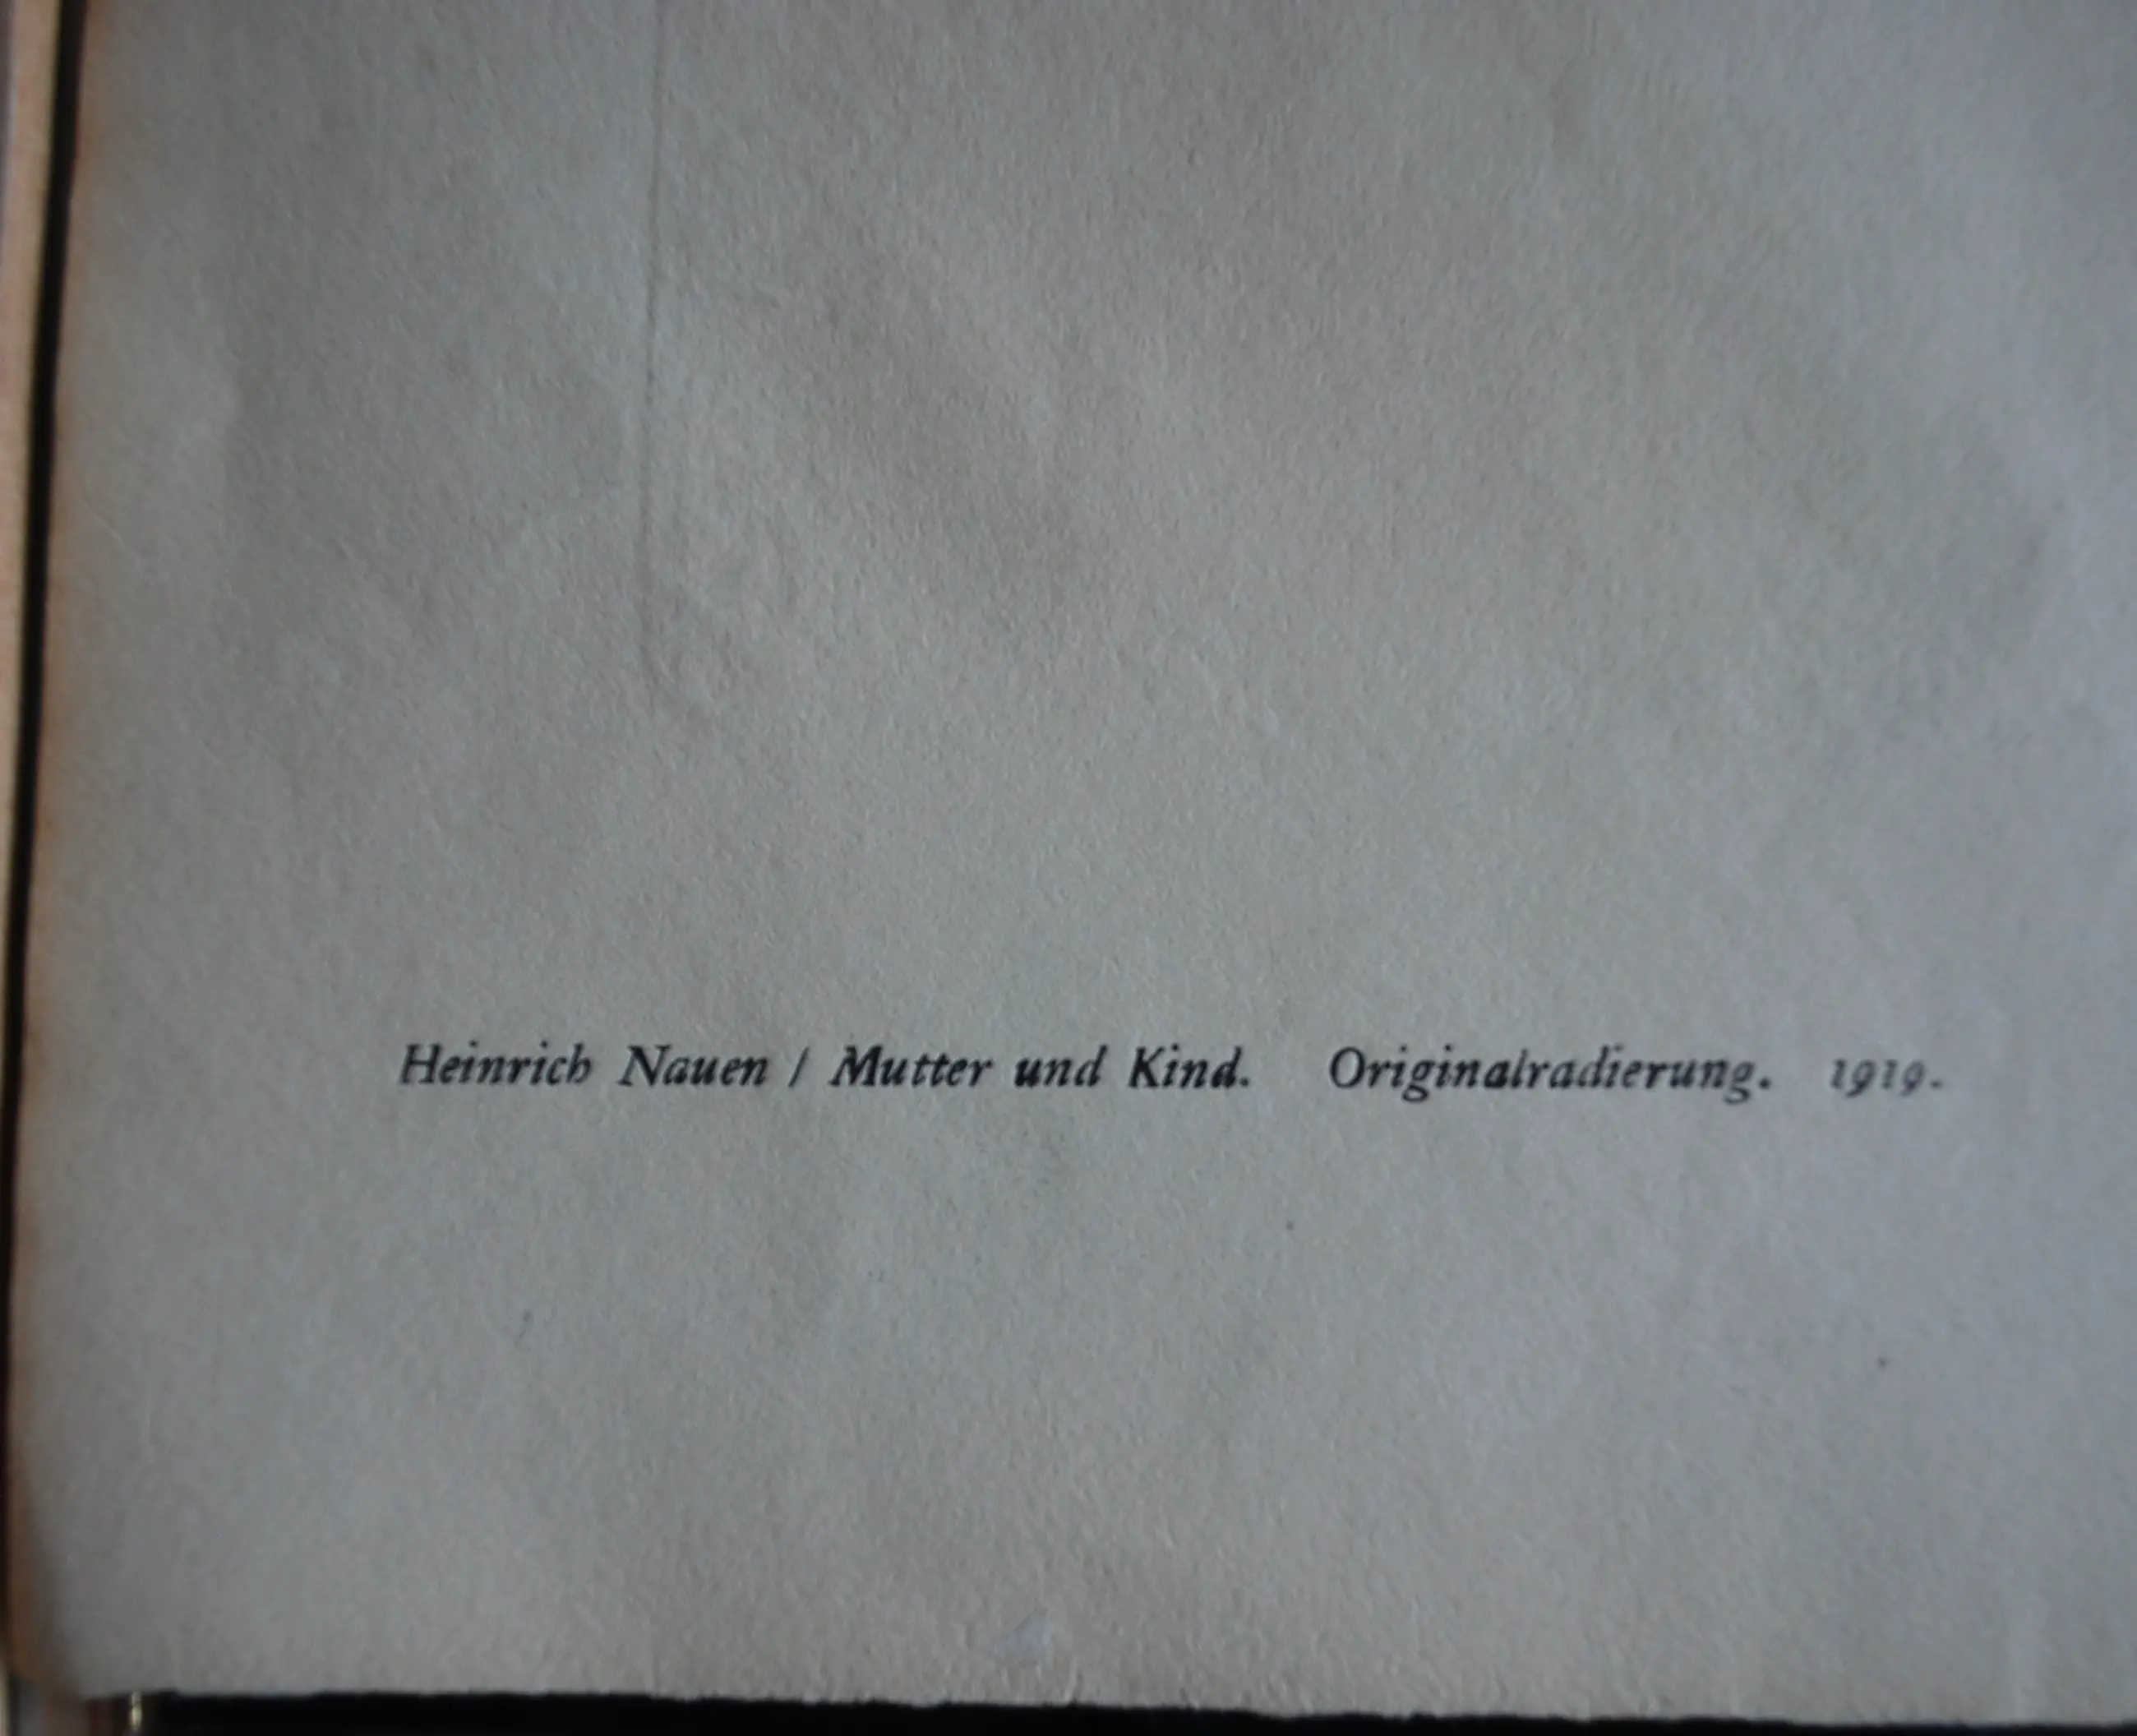 Heinrich Nauen / Mutter und Kind. Originalradierung. 1919.